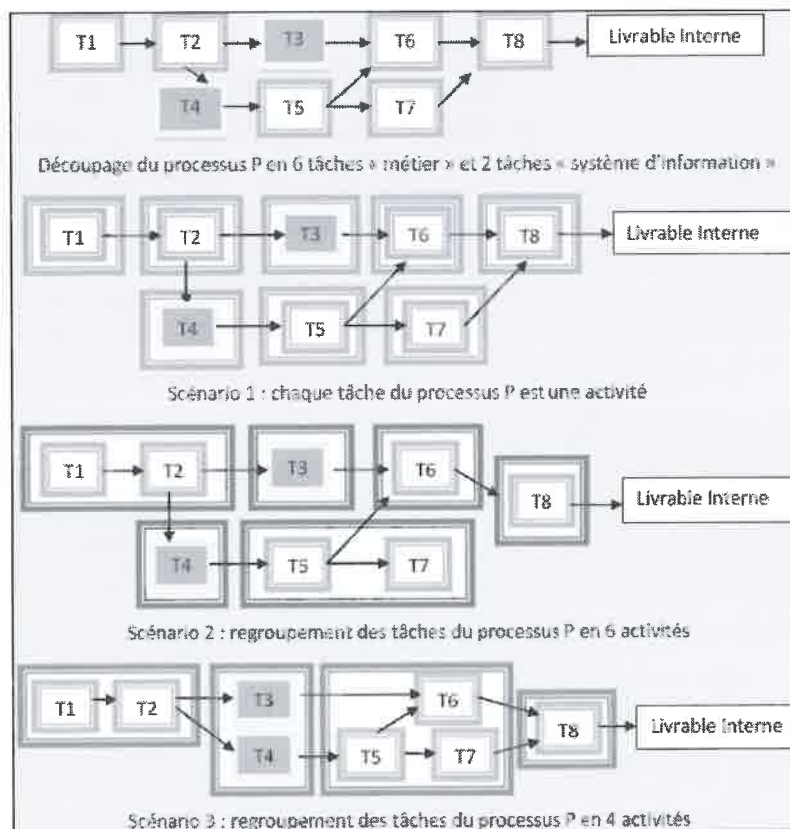 T1 T2 T3 T6 T8 Livrable Interne
T4 T5 T7
Découpage du processus P en 6 tâches « métier » et 2 tâches « système d'information »
T1 T2 T3 T6 T8 Livrable Interne
T4 T5 T7
Scénario 1 : chaque tâche du processus P est une activité
T1 T2 T3 T6
T8 Livrable Interne
T4 T5 T7
Scénario 2 : regroupement des tâches du processus P en 6 activités
T3 T6
T1 T2 T8 Livrable Interne
T4 T5 T7
Scénario 3 : regroupement des tâches du processus P en 4 activités